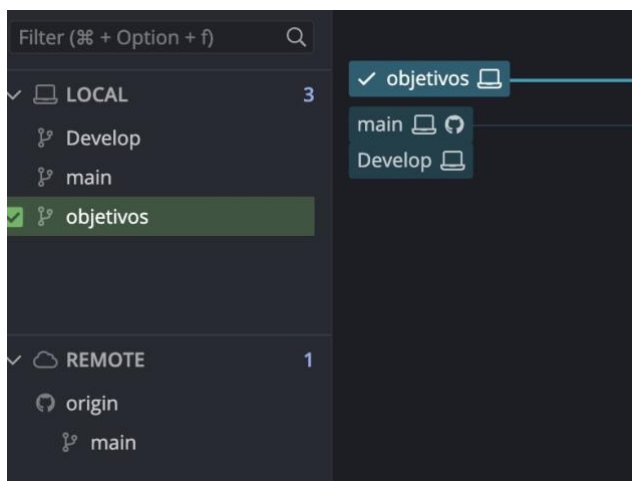 Filter (⌘ + Option + f)
LOCAL 3
Develop
main
objetivos
REMOTE 1
origin
main
✓ objetivos
main
Develop